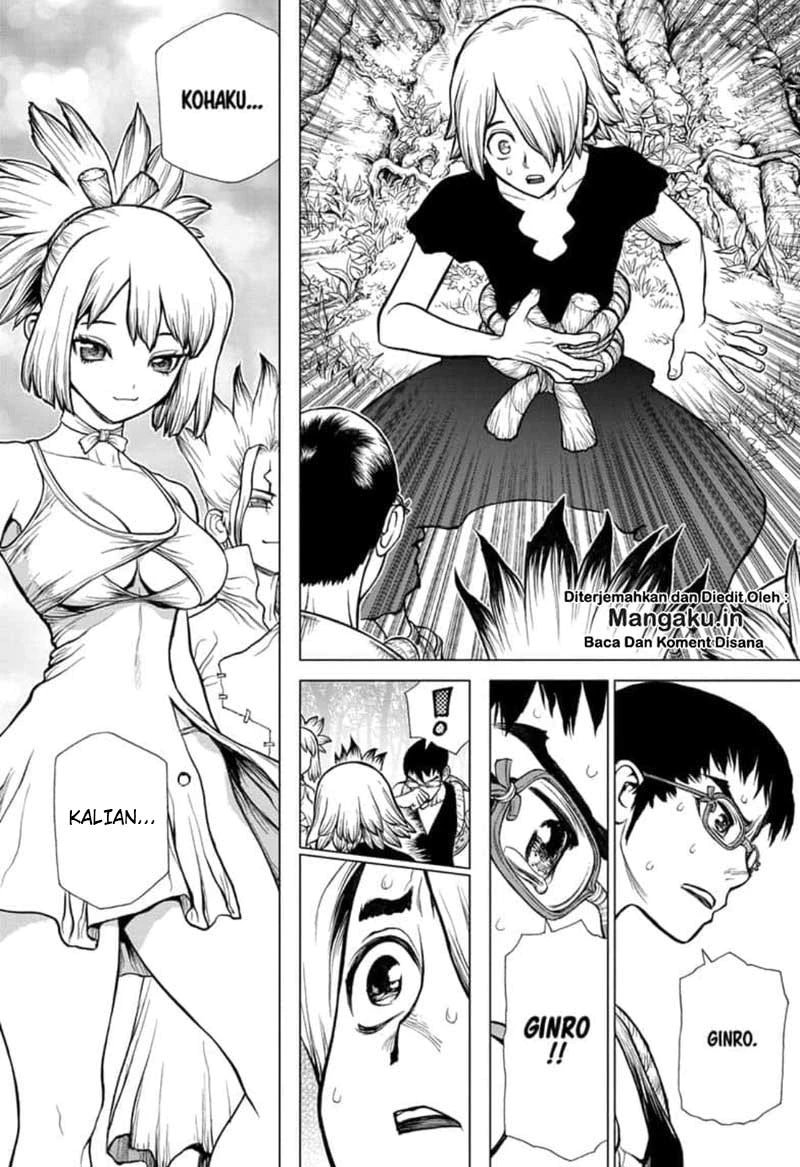 Diterjemahkan dan Diedit Oleh :
Mangaku.in
Baca Dan Koment Disana
GINRO.
GINRO
!!
!
KOHAKU...
KALIAN...